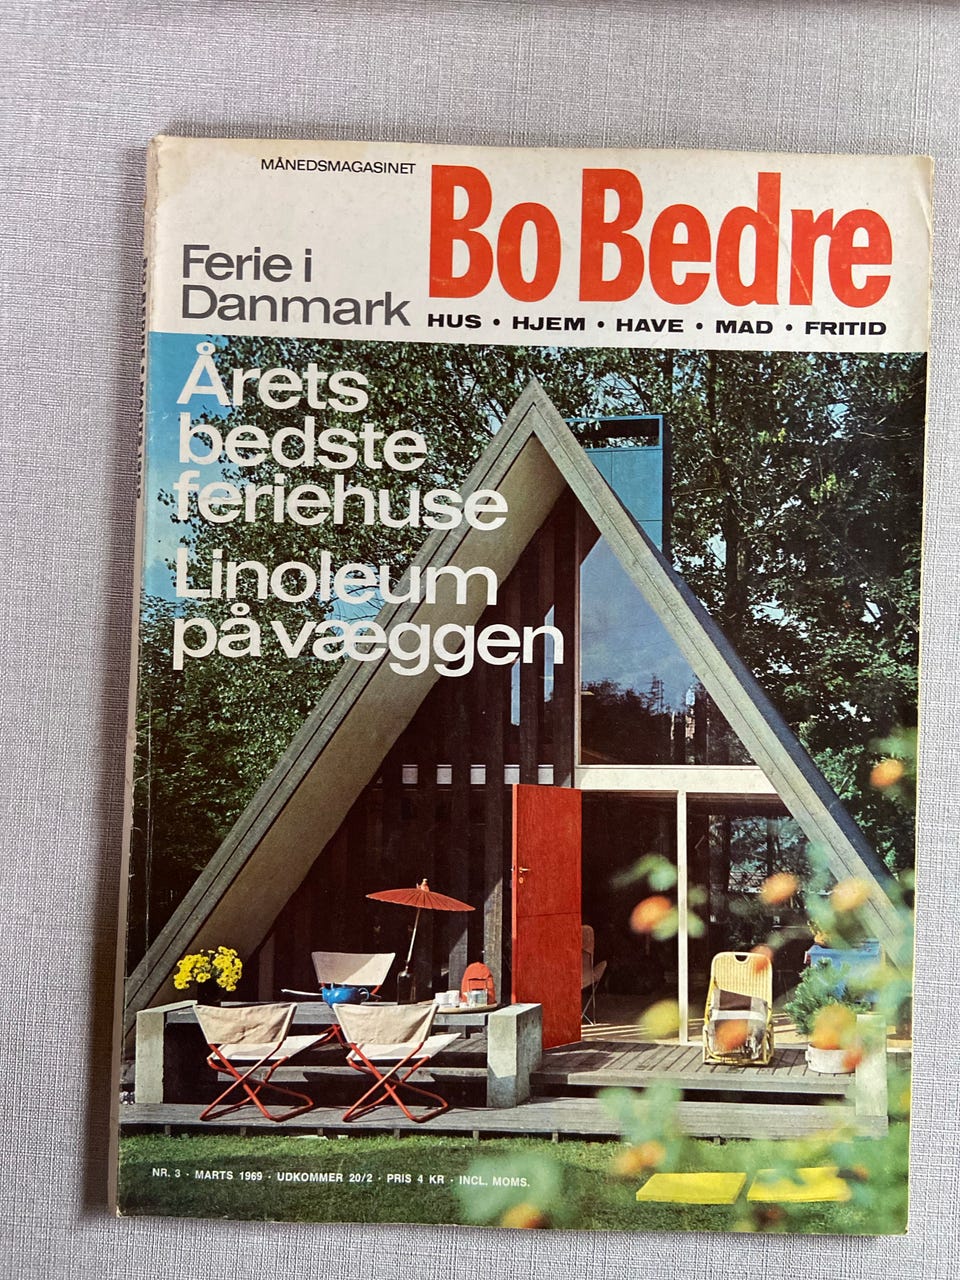 MÅNEDSMAGASINET
Bo Bedre
HUS • HJEM • HAVE • MAD • FRITID
Ferie i
Danmark
Årets
bedste
feriehuse
Linoleum
på væggen
NR. 3 · MARTS 1969 · UDKOMMER 20/2 · PRIS 4 KR · INCL. MOMS.